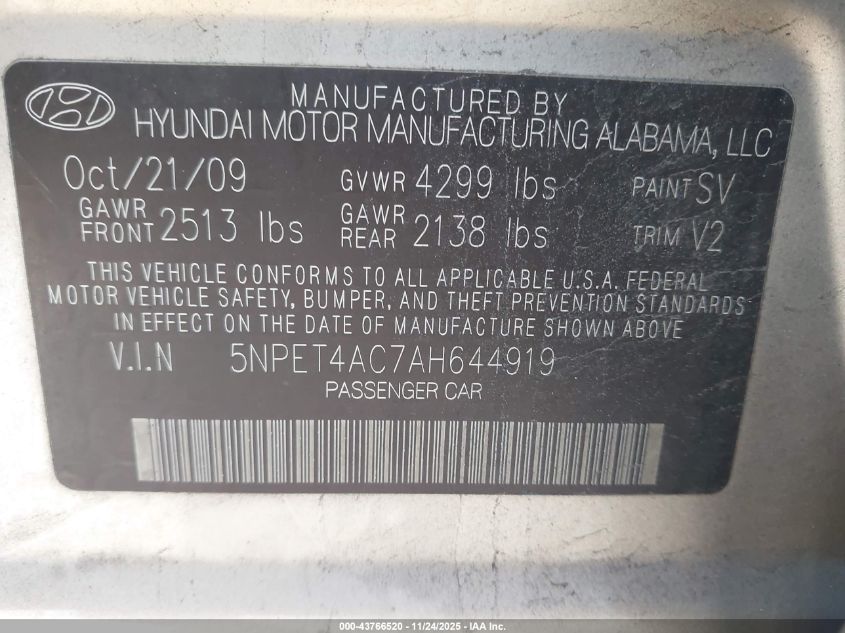 MANUFACTURED BY
HYUNDAI MOTOR MANUFACTURING ALABAMA, LLC
Oct/21/09 GVWR 4299 lbs PAINT SV
GAWR FRONT 2513 lbs GAWR REAR 2138 lbs TRIM V2
THIS VEHICLE CONFORMS TO ALL APPLICABLE U.S.A. FEDERAL
MOTOR VEHICLE SAFETY, BUMPER, AND THEFT PREVENTION STANDARDS
IN EFFECT ON THE DATE OF MANUFACTURE SHOWN ABOVE
V.I.N 5NPET4AC7AH644919
PASSENGER CAR
000-43766520 - 11/24/2025 - IAA Inc.